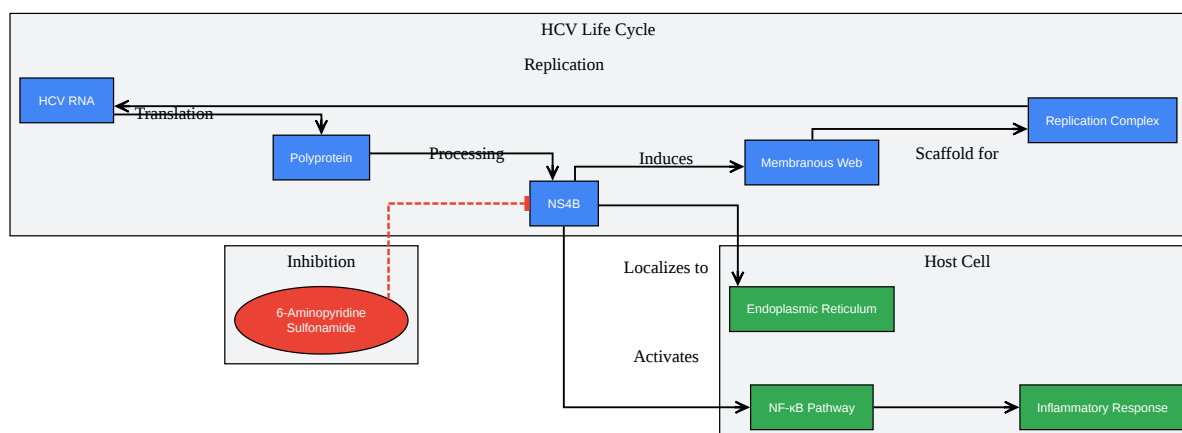 HCV Life Cycle
Replication
HCV RNA
Translation
Replication Complex
Polyprotein
Processing
Induces
Membranous Web
Scaffold for
NS4B
Inhibition
Host Cell
Localizes to
6-Aminopyridine
Sulfonamide
Endoplasmic Reticulum
Activates
NF-κB Pathway
Inflammatory Response